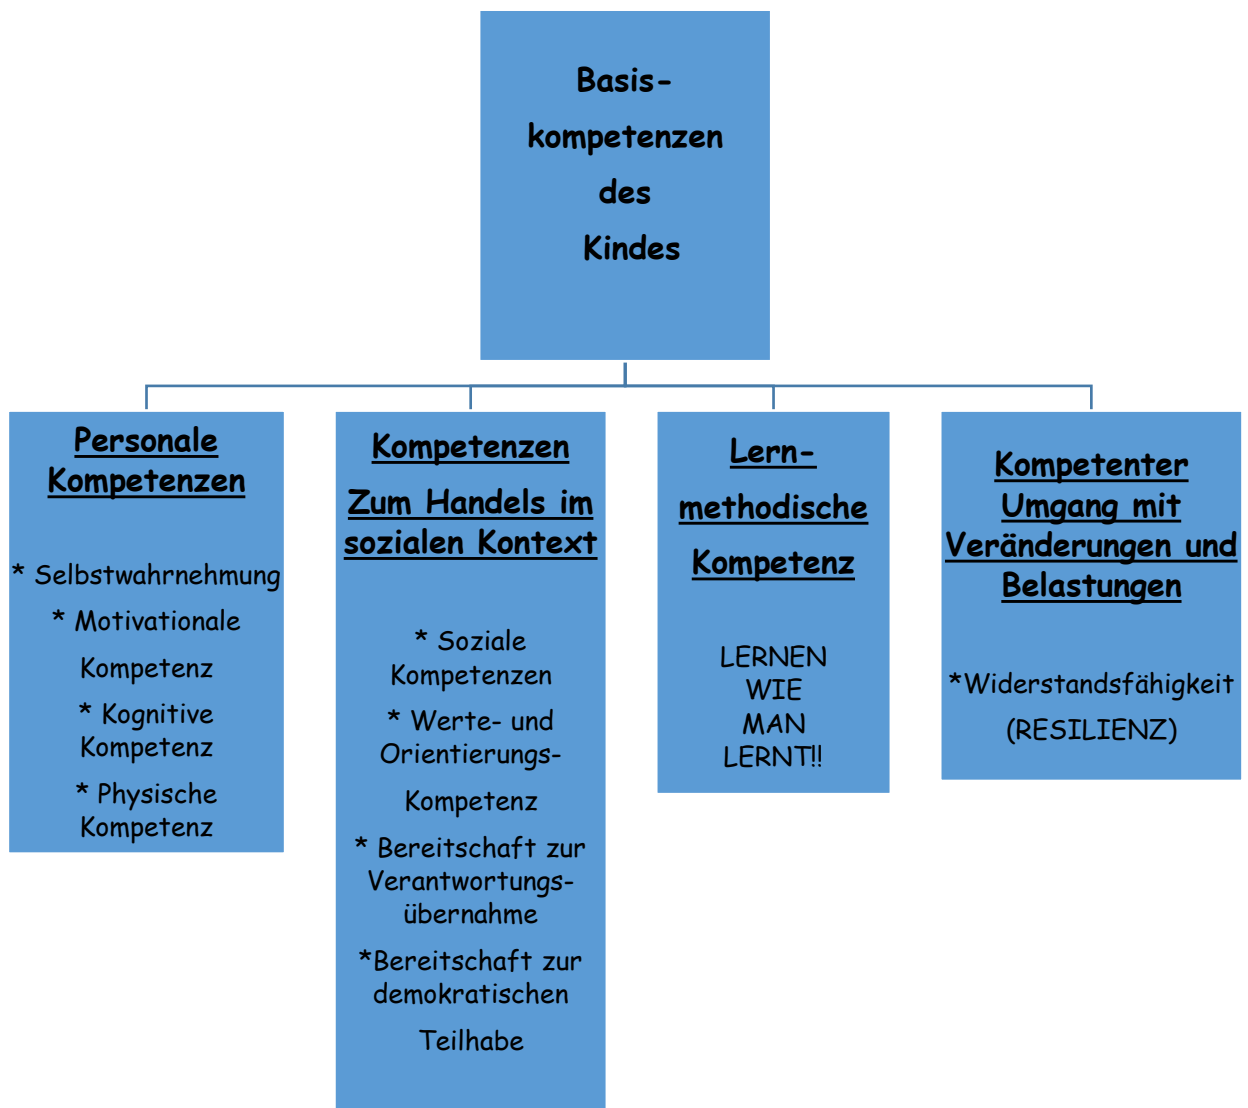 Basis-
kompetenzen
des
Kindes
Personale
Kompetenzen
* Selbstwahrnehmung
* Motivationale
Kompetenz
* Kognitive
Kompetenz
* Physische
Kompetenz
Kompetenzen
Zum Handels im
sozialen Kontext
* Soziale
Kompetenzen
* Werte- und
Orientierungs-
Kompetenz
* Bereitschaft zur
Verantwortungs-
übernahme
*Bereitschaft zur
demokratischen
Teilhabe
Lern-
methodische
Kompetenz
LERNEN
WIE
MAN
LERNT!!
Kompetenter
Umgang mit
Veränderungen und
Belastungen
*Widerstandsfähigkeit
(RESILIENZ)